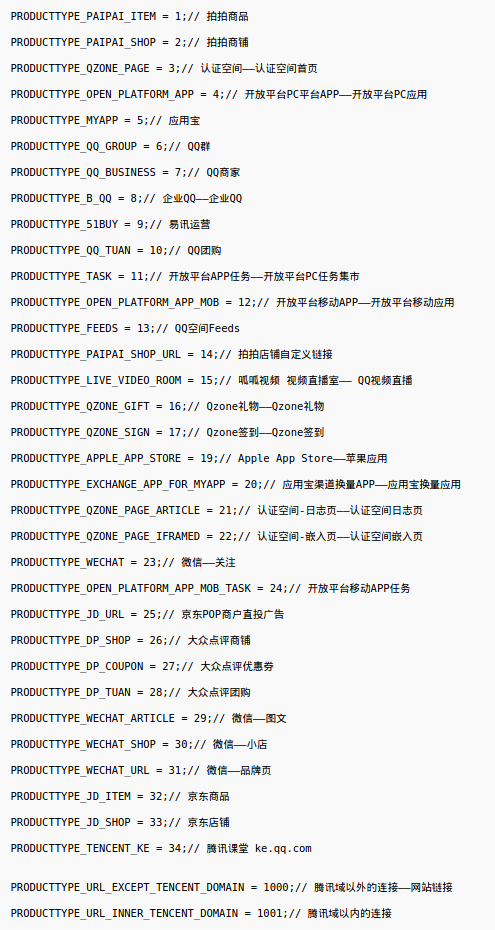 PRODUCTTYPE_PAIPAI_ITEM = 1;// 拍拍商品
PRODUCTTYPE_PAIPAI_SHOP = 2;// 拍拍商铺
PRODUCTTYPE_QZONE_PAGE = 3;// 认证空间——认证空间首页
PRODUCTTYPE_OPEN_PLATFORM_APP = 4;// 开放平台PC平台APP——开放平台PC应用
PRODUCTTYPE_MYAPP = 5;// 应用宝
PRODUCTTYPE_QQ_GROUP = 6;// QQ群
PRODUCTTYPE_QQ_BUSINESS = 7;// QQ商家
PRODUCTTYPE_B_QQ = 8;// 企业QQ——企业QQ
PRODUCTTYPE_51BUY = 9;// 易讯运营
PRODUCTTYPE_QQ_TUAN = 10;// QQ团购
PRODUCTTYPE_TASK = 11;// 开放平台APP任务——开放平台PC任务集市
PRODUCTTYPE_OPEN_PLATFORM_APP_MOB = 12;// 开放平台移动APP——开放平台移动应用
PRODUCTTYPE_FEEDS = 13;// QQ空间Feeds
PRODUCTTYPE_PAIPAI_SHOP_URL = 14;// 拍拍店铺自定义链接
PRODUCTTYPE_LIVE_VIDEO_ROOM = 15;// 呱呱视频 视频直播室—— QQ视频直播
PRODUCTTYPE_QZONE_GIFT = 16;// Qzone礼物——Qzone礼物
PRODUCTTYPE_QZONE_SIGN = 17;// Qzone签到——Qzone签到
PRODUCTTYPE_APPLE_APP_STORE = 19;// Apple App Store——苹果应用
PRODUCTTYPE_EXCHANGE_APP_FOR_MYAPP = 20;// 应用宝渠道换量APP——应用宝换量应用
PRODUCTTYPE_QZONE_PAGE_ARTICLE = 21;// 认证空间-日志页——认证空间日志页
PRODUCTTYPE_QZONE_PAGE_IFRAMED = 22;// 认证空间-嵌入页——认证空间嵌入页
PRODUCTTYPE_WECHAT = 23;// 微信——关注
PRODUCTTYPE_OPEN_PLATFORM_APP_MOB_TASK = 24;// 开放平台移动APP任务
PRODUCTTYPE_JD_URL = 25;// 京东POP商户直投广告
PRODUCTTYPE_DP_SHOP = 26;// 大众点评商铺
PRODUCTTYPE_DP_COUPON = 27;// 大众点评优惠券
PRODUCTTYPE_DP_TUAN = 28;// 大众点评团购
PRODUCTTYPE_WECHAT_ARTICLE = 29;// 微信——图文
PRODUCTTYPE_WECHAT_SHOP = 30;// 微信——小店
PRODUCTTYPE_WECHAT_URL = 31;// 微信——品牌页
PRODUCTTYPE_JD_ITEM = 32;// 京东商品
PRODUCTTYPE_JD_SHOP = 33;// 京东店铺
PRODUCTTYPE_TENCENT_KE = 34;// 腾讯课堂 ke.qq.com
PRODUCTTYPE_URL_EXCEPT_TENCENT_DOMAIN = 1000;// 腾讯域以外的连接——网站链接
PRODUCTTYPE_URL_INNER_TENCENT_DOMAIN = 1001;// 腾讯域以内的连接